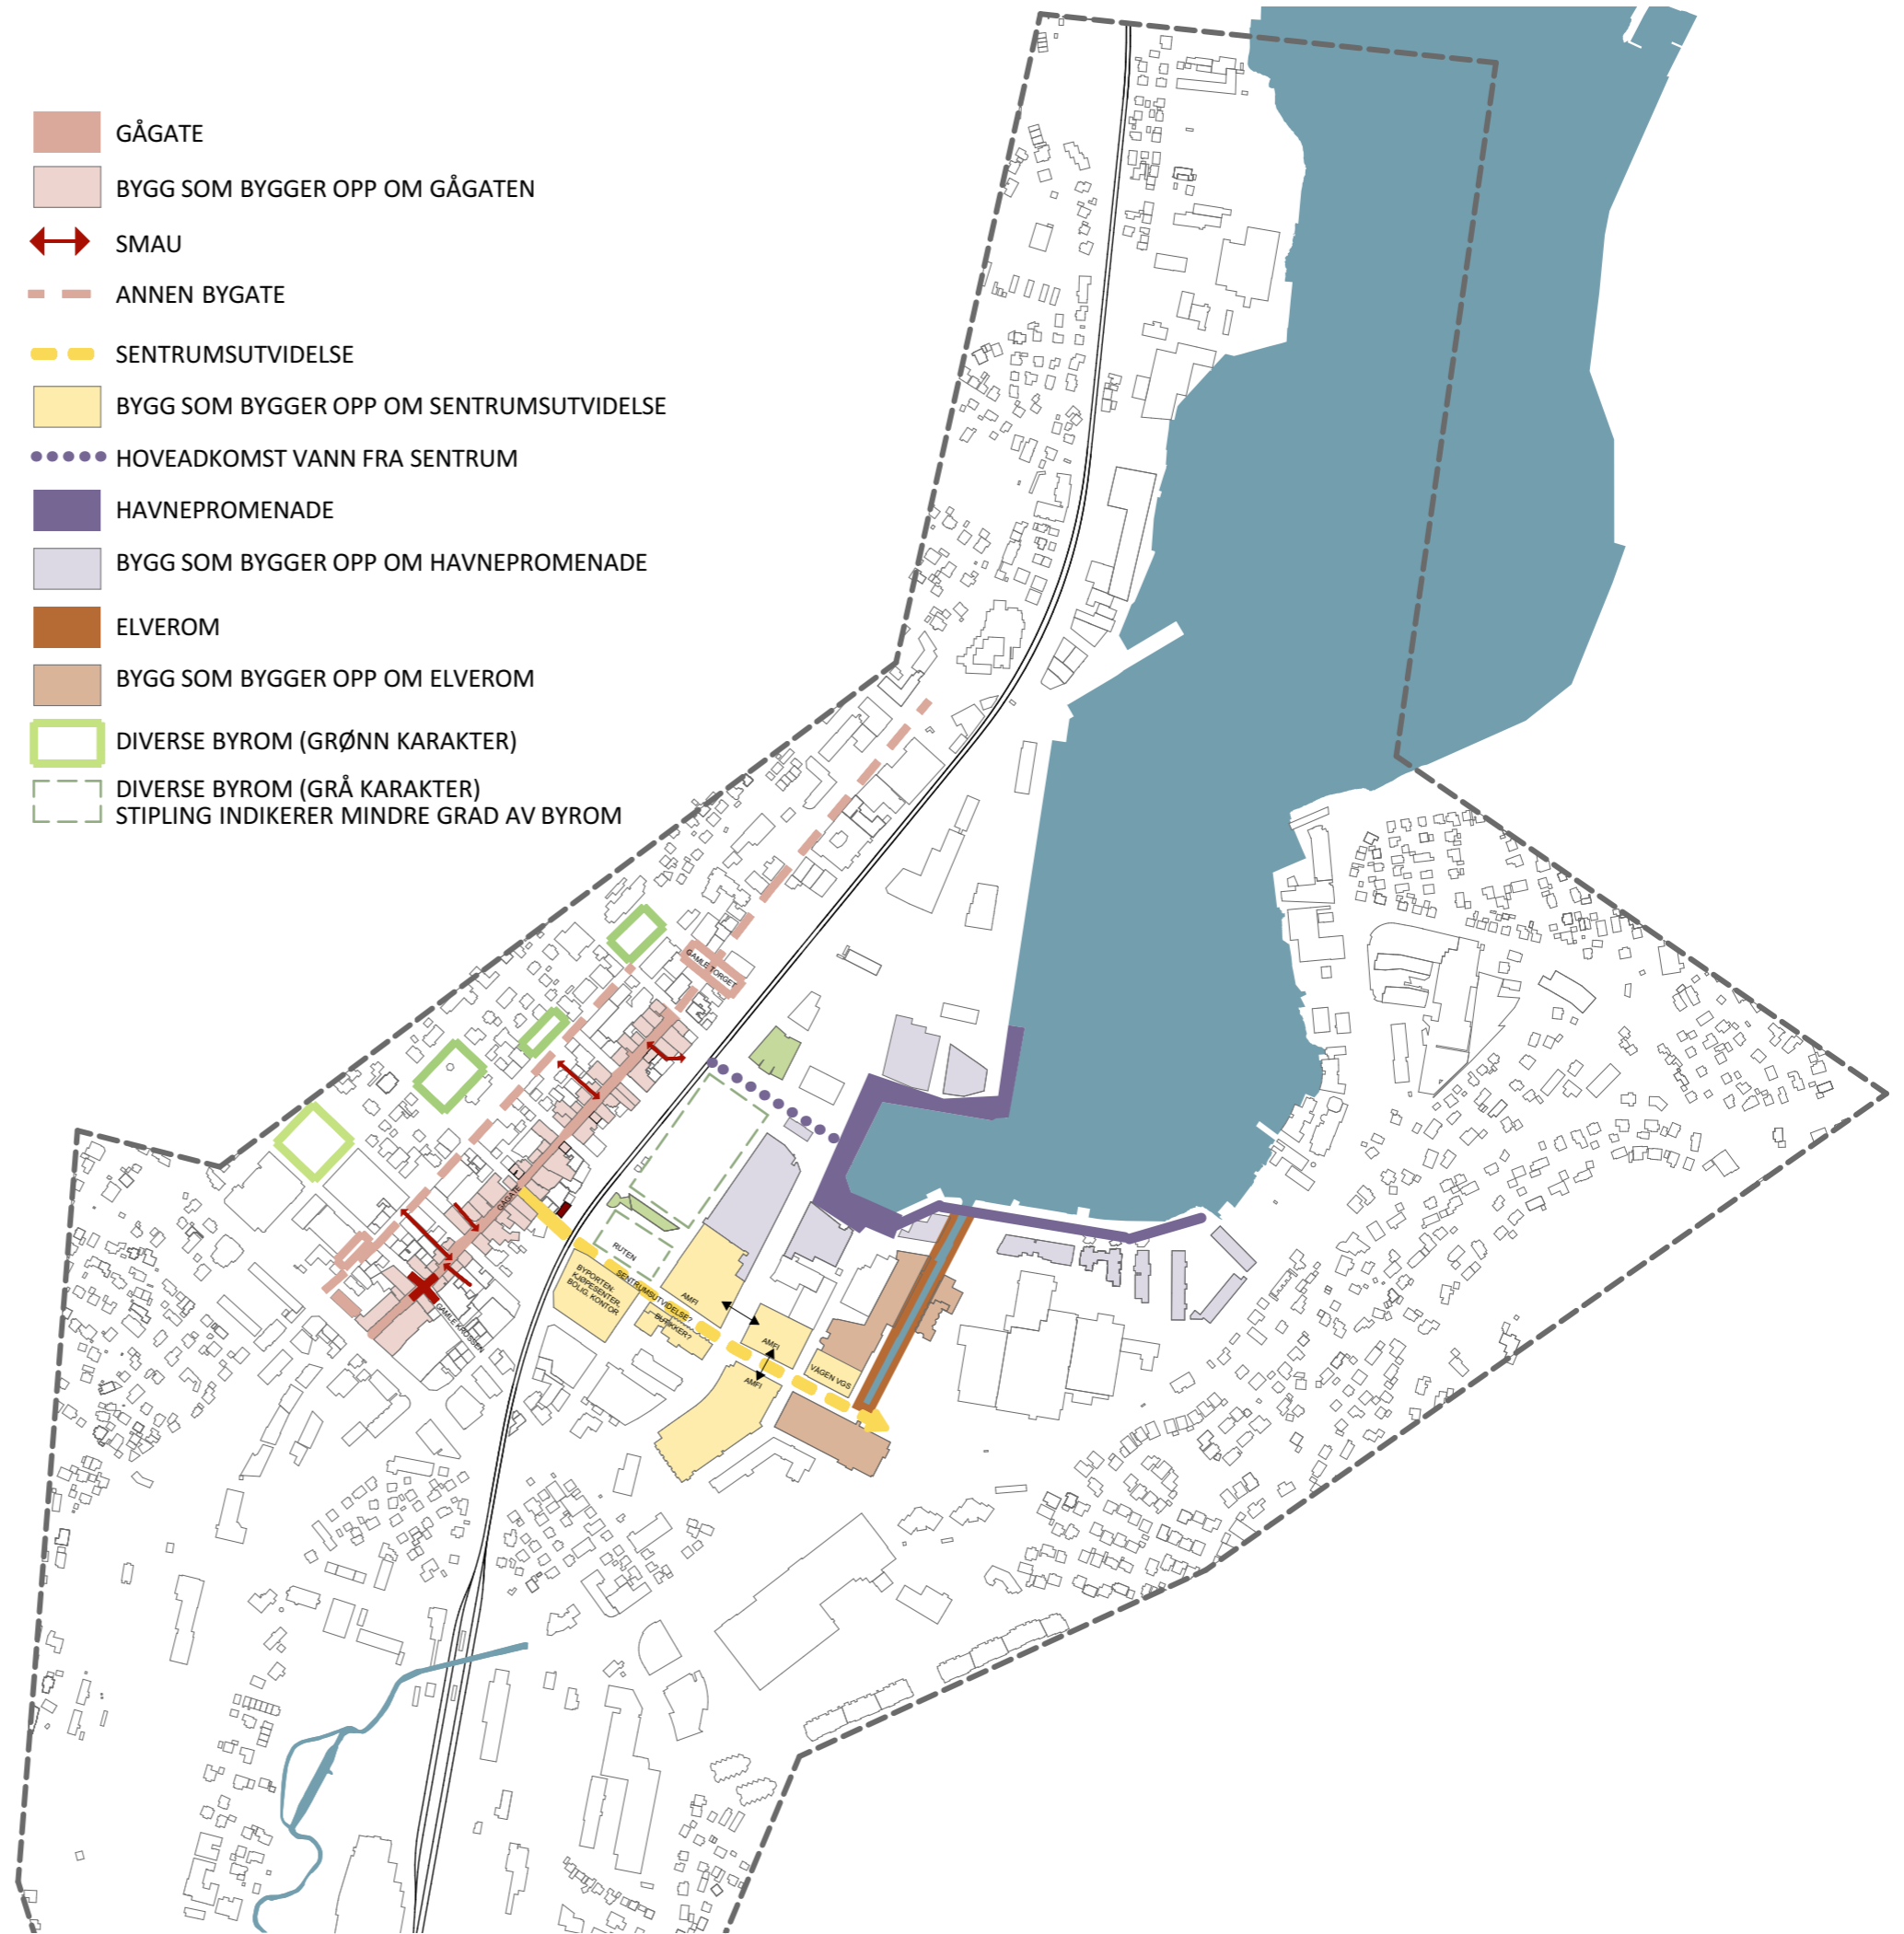 GÅGATE
BYGG SOM BYGGER OPP OM GÅGATEN
SMAU
ANNEN BYGATE
SENTRUMSUTVIDELSE
BYGG SOM BYGGER OPP OM SENTRUMSUTVIDELSE
HOVEADKOMST VANN FRA SENTRUM
HAVNEPROMENADE
BYGG SOM BYGGER OPP OM HAVNEPROMENADE
ELVEROM
BYGG SOM BYGGER OPP OM ELVEROM
DIVERSE BYROM (GRØNN KARAKTER)
DIVERSE BYROM (GRÅ KARAKTER)
STIPLING INDIKERER MINDRE GRAD AV BYROM
GAMLE TORGET
GÅGATE
RUTEN
BYPORTEN.
KJØPESENTER,
BOLIG, KONTOR
SENTRUMSUTVIDELSE?
AMFI
BUTIKKER?
GAMLE KROSSEN
AMFI
AMFI
VÅGEN VGS